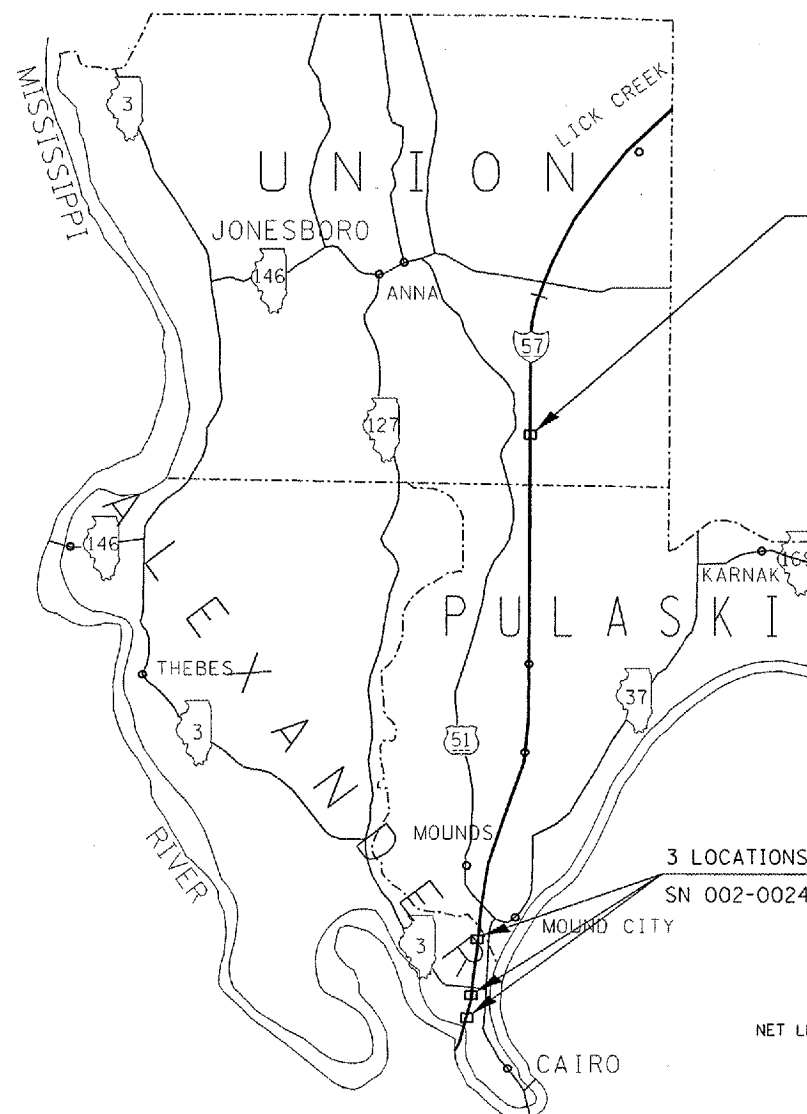 MISSISSIPPI
3
LICK CREEK
UNION
JONESBORO
146
ANNA
57
127
146
ALEXANDER
KARNAK
169
PULASKI
THEBES
37
3
51
MOUNDS
RIVER
3 LOCATIONS
SN 002-0024
MOUND CITY
3
NET
CAIRO